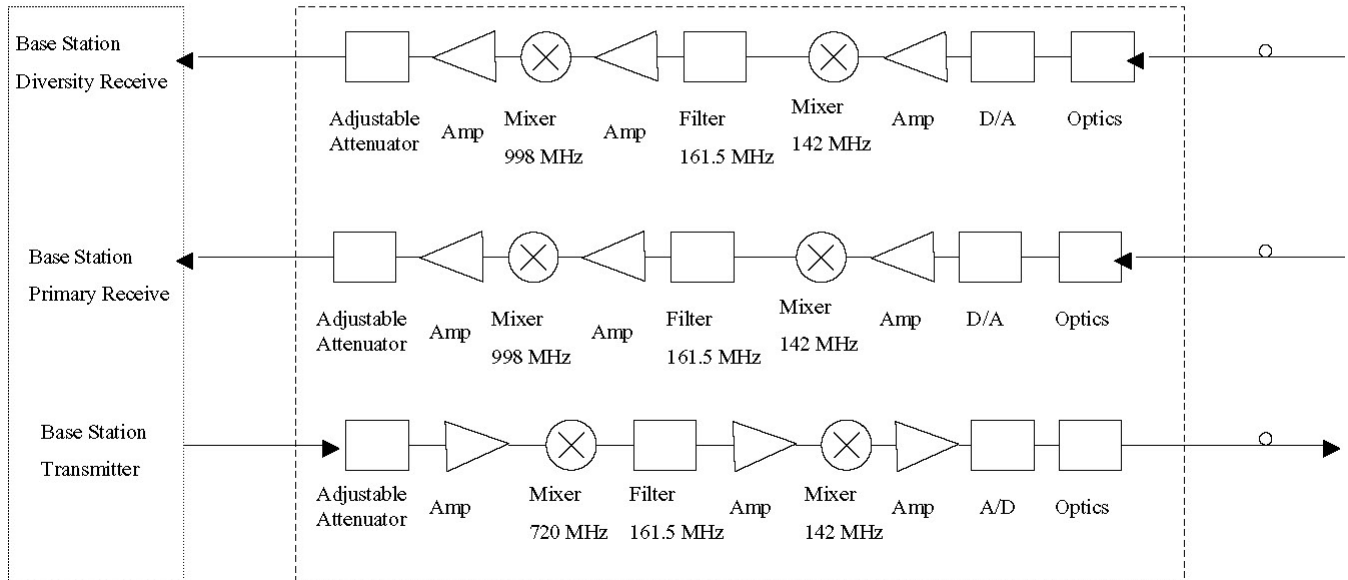 Base Station
Diversity Receive
Adjustable
Attenuator
Amp
Mixer
998 MHz
Amp
Filter
161.5 MHz
Mixer
142 MHz
Amp
D/A
Optics
Base Station
Primary Receive
Adjustable
Attenuator
Amp
Mixer
998 MHz
Amp
Filter
161.5 MHz
Mixer
142 MHz
Amp
D/A
Optics
Base Station
Transmitter
Adjustable
Attenuator
Amp
Mixer
720 MHz
Filter
161.5 MHz
Amp
Mixer
142 MHz
Amp
A/D
Optics